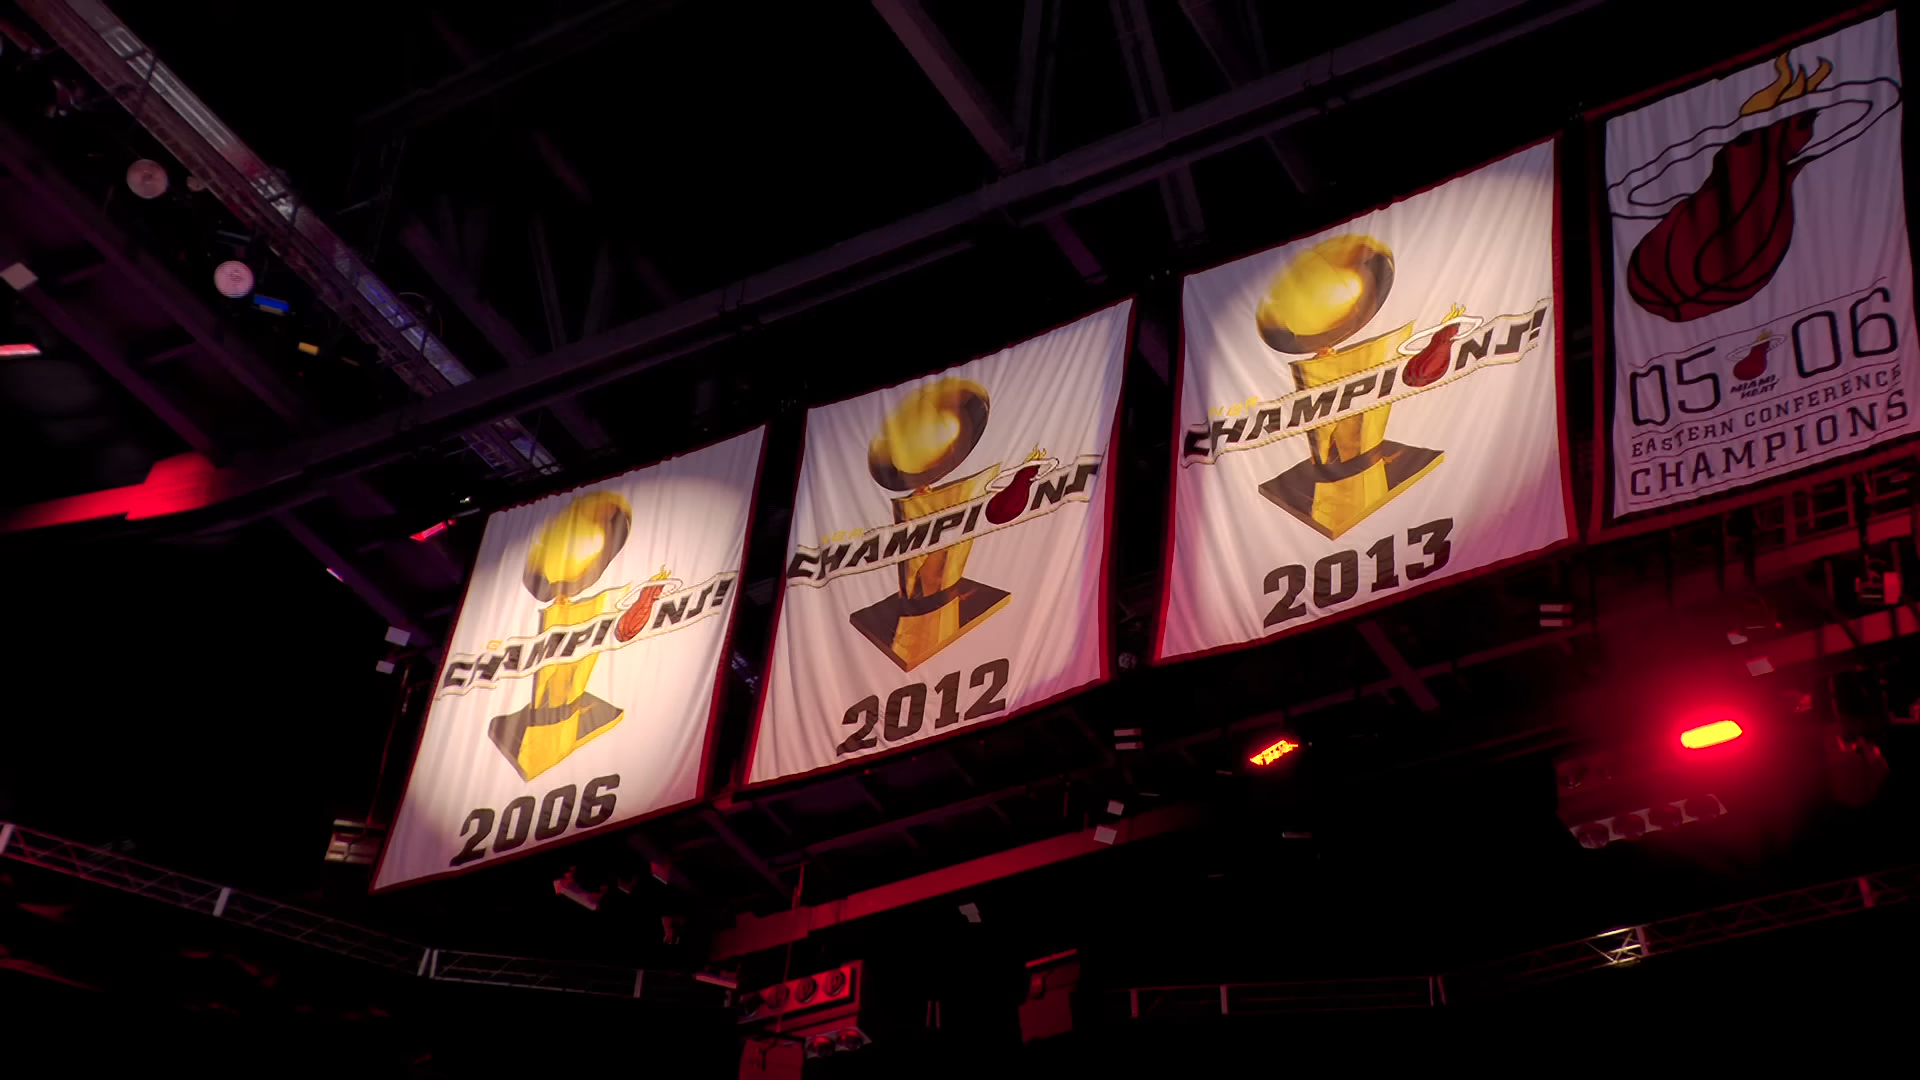 CHAMPIONS!
2006
CHAMPIONS
2012
CHAMPIONS!
2013
05 MIAMI HEAT 06
EASTERN CONFERENCE
CHAMPIONS